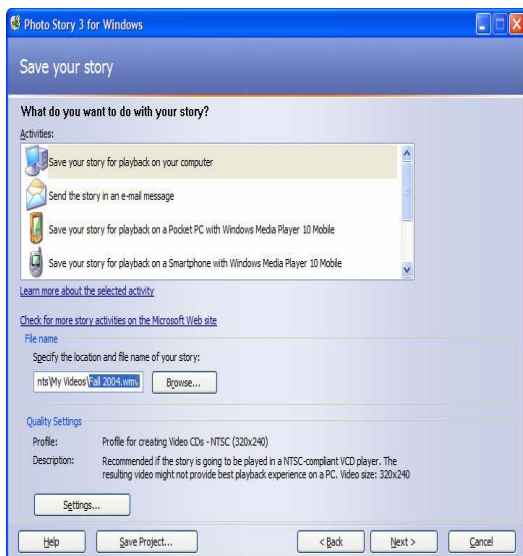 Photo Story 3 for Windows
Save your story
What do you want to do with your story?
Activities:
Save your story for playback on your computer
Send the story in an e-mail message
Save your story for playback on a Pocket PC with Windows Media Player 10 Mobile
Save your story for playback on a Smartphone with Windows Media Player 10 Mobile
Learn more about the selected activity
Check for more story activities on the Microsoft Web site
File name
Specify the location and file name of your story:
nts\My Videos\Fall 2004.wmv
Browse...
Quality Settings
Profile: Profile for creating Video CDs - NTSC (320x240)
Description: Recommended if the story is going to be played in a NTSC-compliant VCD player. The
resulting video might not provide best playback experience on a PC. Video size: 320x240
Settings...
Help Save Project... < Back Next > Cancel